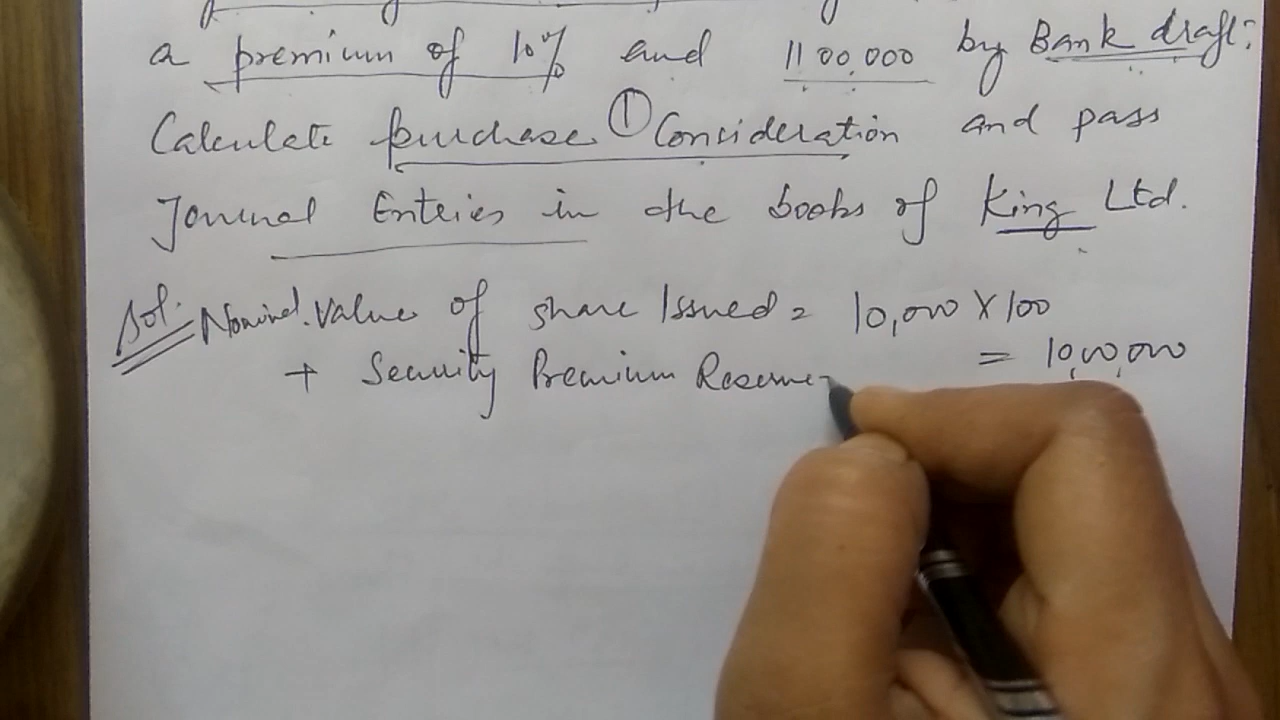 a premium of 10% and 1100,000 by Bank draft.
Calculate purchase ① Consideration and pass
Journal Enteries in the books of King Ltd.
Sol. Nominal. Value of share Issued = 10,000 X 100
= 10,00,000
+ Security Premium Reserve